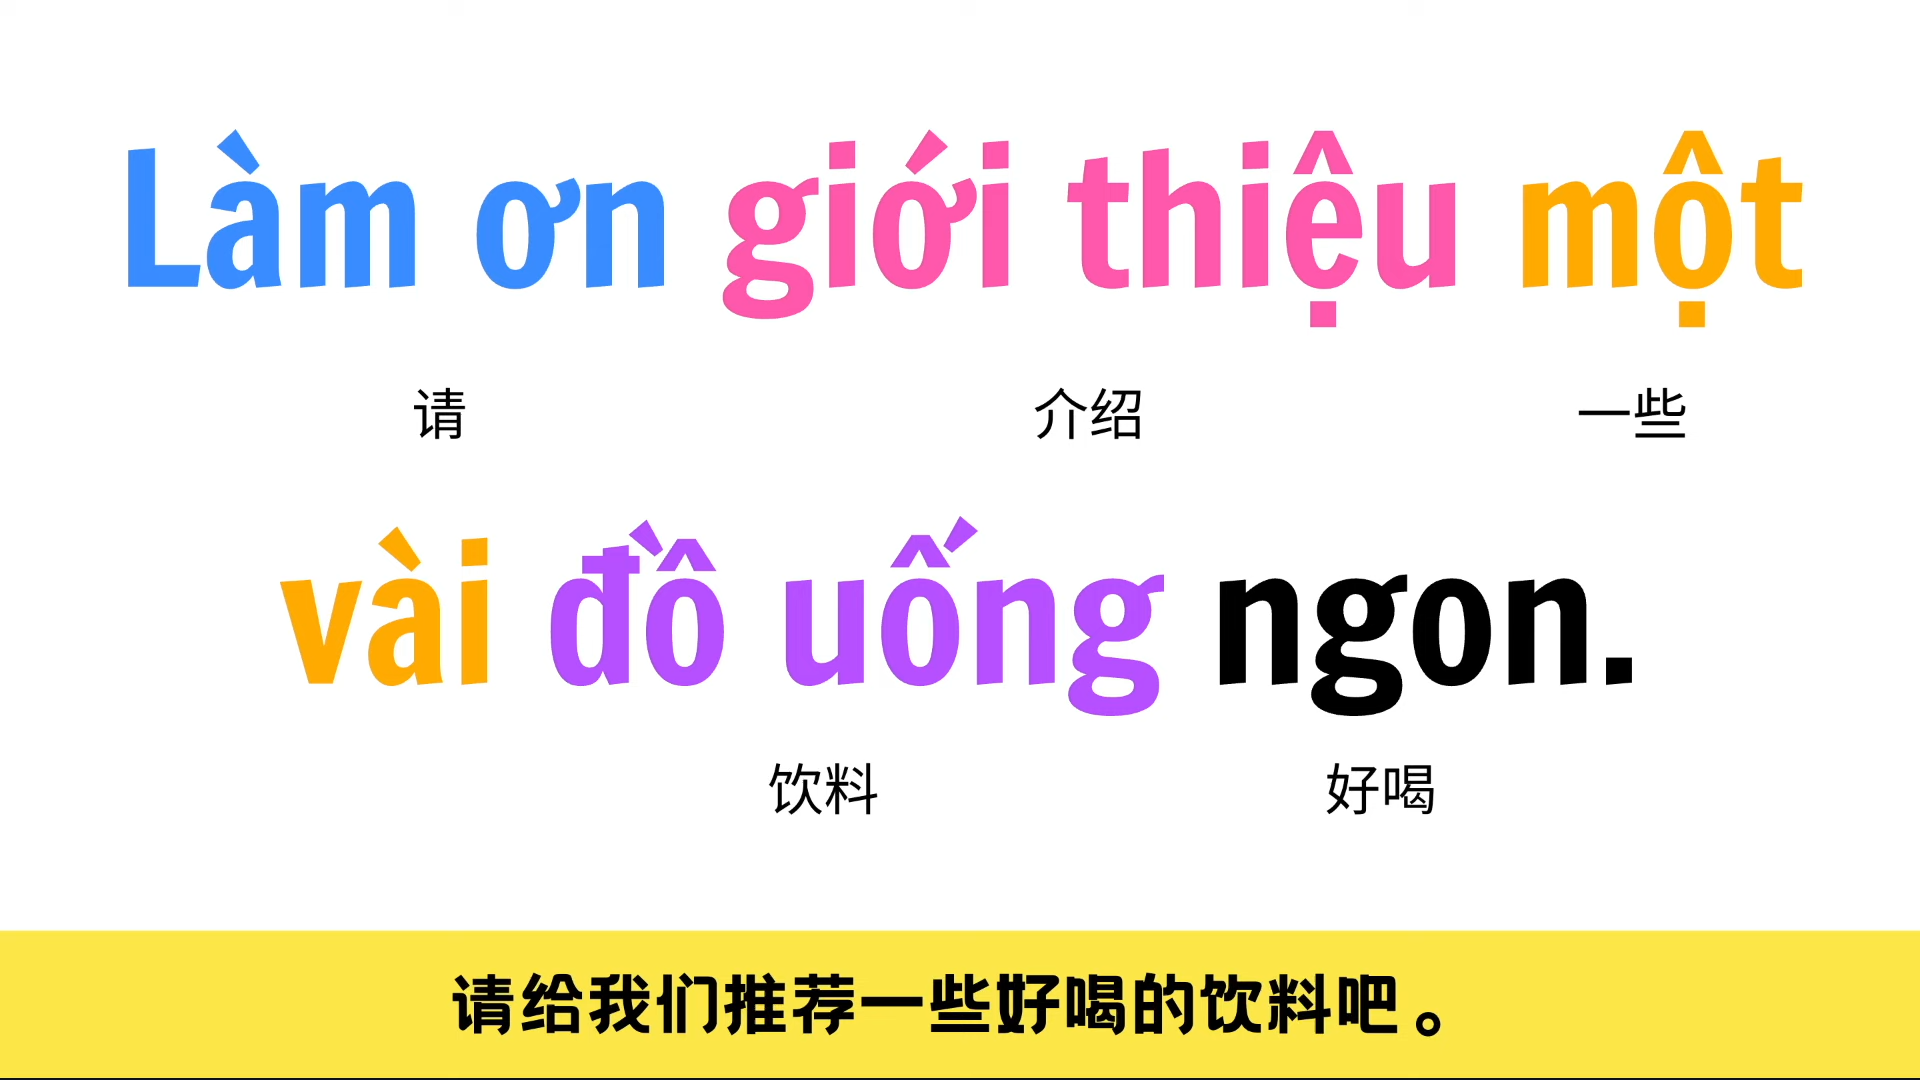 Làm ơn giới thiệu một
请 介绍 一些
vài đồ uống ngon.
饮料 好喝
请给我们推荐一些好喝的饮料吧。